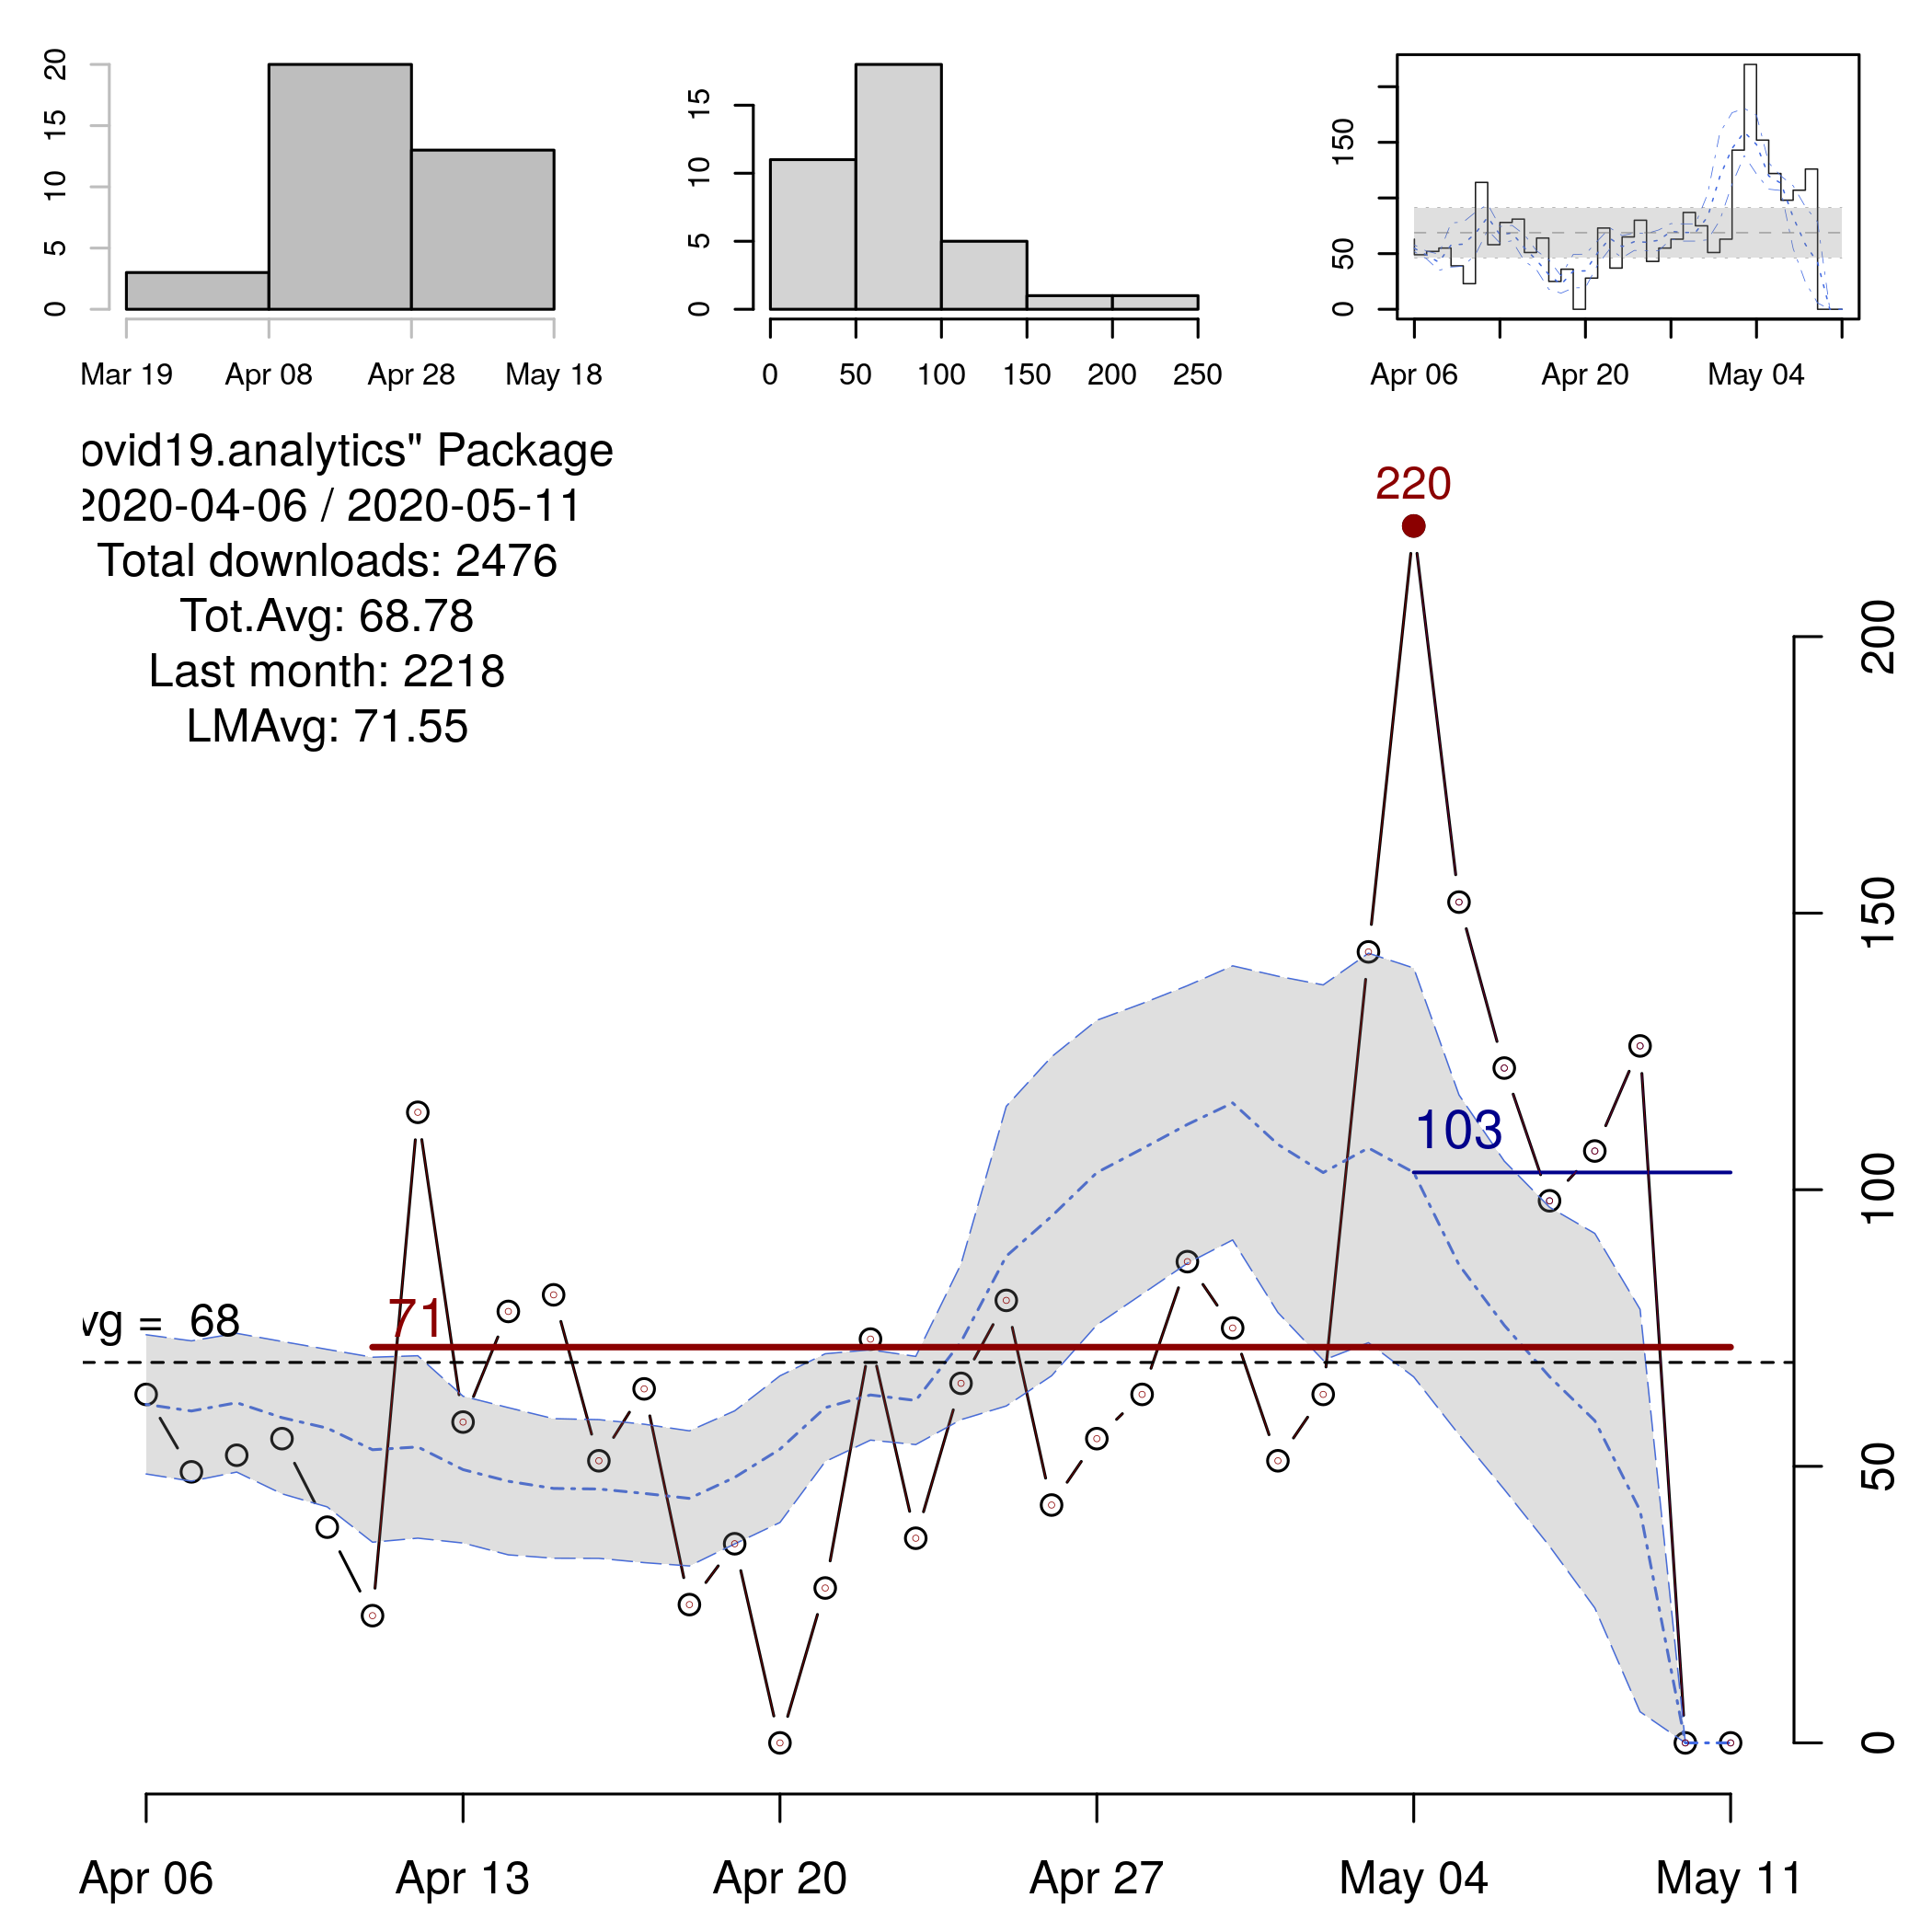 20
15
10
5
0
Mar 19 Apr 08 Apr 28 May 18
15
10
5
0
0 50 100 150 200 250
150
50
0
Apr 06 Apr 20 May 04
ovid19.analytics" Package
2020-04-06 / 2020-05-11
Total downloads: 2476
Tot.Avg: 68.78
Last month: 2218
LMAvg: 71.55
220
103
71
vg = 68
200
150
100
50
0
Apr 06 Apr 13 Apr 20 Apr 27 May 04 May 11